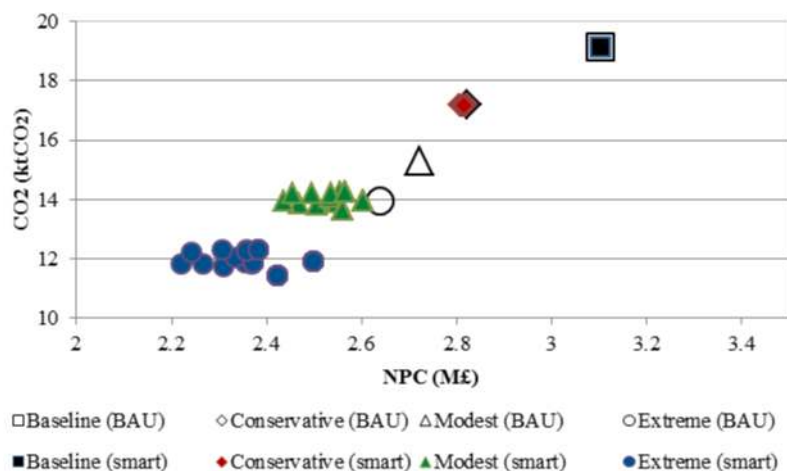 20
18
16
14
12
10
CO2 (ktCO₂)
2 2.2 2.4 2.6 2.8 3 3.2 3.4
NPC (M£)
Baseline (BAU) Conservative (BAU) Modest (BAU) Extreme (BAU)
Baseline (smart) Conservative (smart) Modest (smart) Extreme (smart)